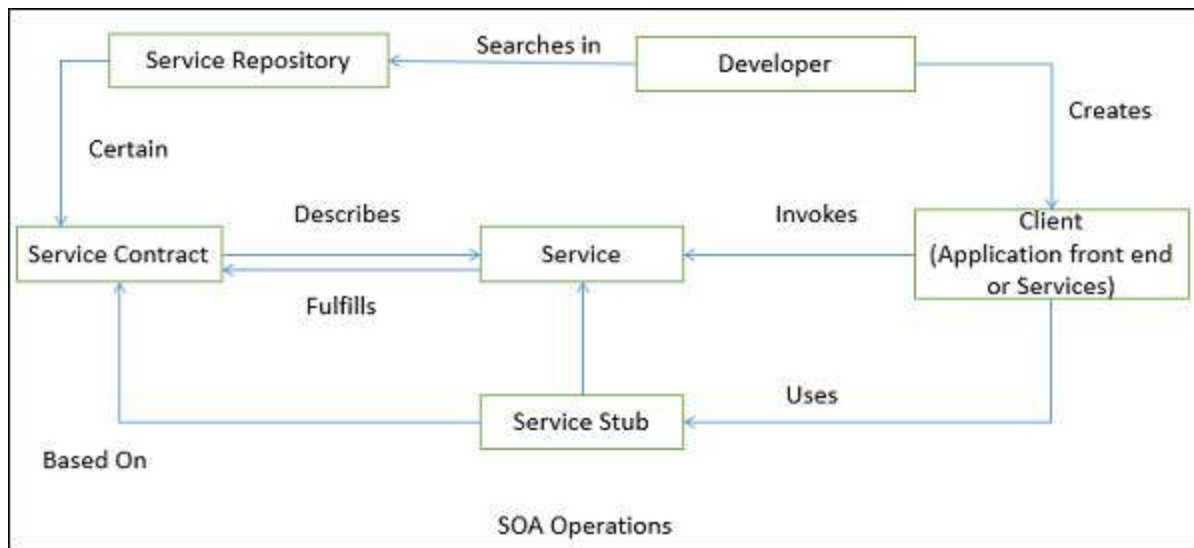 Searches in
Service Repository
Developer
Creates
Certain
Describes
Invokes
Service Contract
Service
Client
(Application front end
or Services)
Fulfills
Uses
Service Stub
Based On
SOA Operations